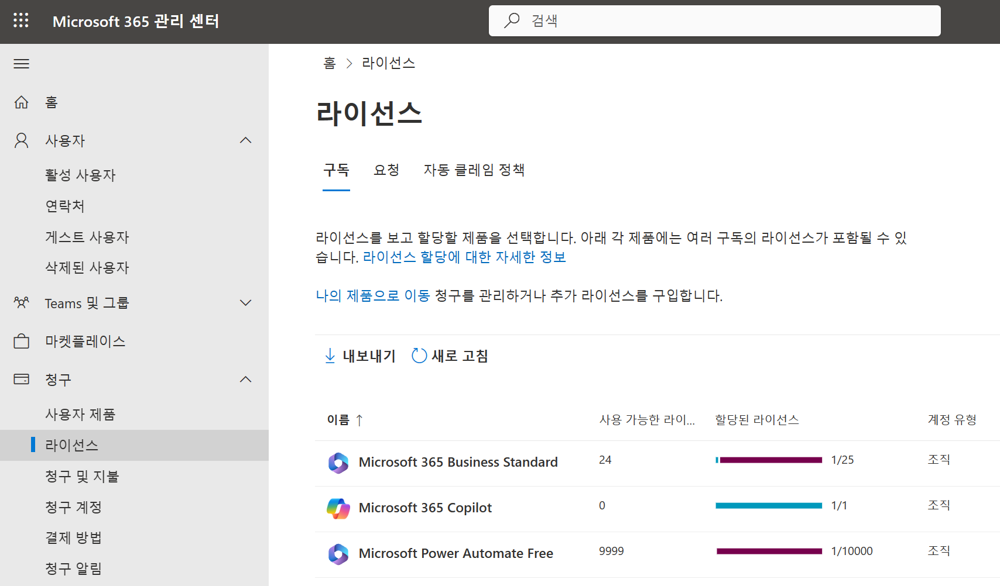 Microsoft 365 관리 센터
검색
홈
사용자
활성 사용자
연락처
게스트 사용자
삭제된 사용자
Teams 및 그룹
마켓플레이스
청구
사용자 제품
라이선스
청구 및 지불
청구 계정
결제 방법
청구 알림
홈 > 라이선스
라이선스
구독 요청 자동 클레임 정책
라이선스를 보고 할당할 제품을 선택합니다. 아래 각 제품에는 여러 구독의 라이선스가 포함될 수 있
습니다. 라이선스 할당에 대한 자세한 정보
나의 제품으로 이동 청구를 관리하거나 추가 라이선스를 구입합니다.
내보내기 새로 고침
이름 ↑ 사용 가능한 라이... 할당된 라이선스 계정 유형
Microsoft 365 Business Standard 24 1/25 조직
Microsoft 365 Copilot 0 1/1 조직
Microsoft Power Automate Free 9999 1/10000 조직